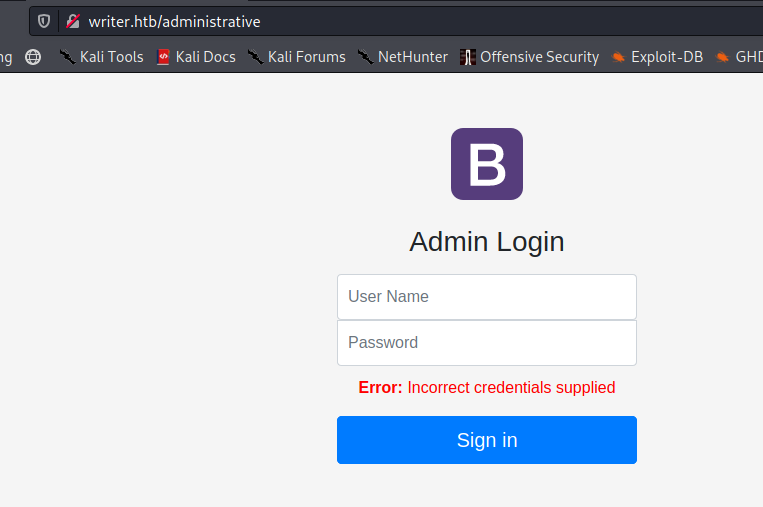 writer.htb/administrative
ng Kali Tools Kali Docs Kali Forums NetHunter Offensive Security Exploit-DB GHD
B
Admin Login
User Name
Password
Error: Incorrect credentials supplied
Sign in